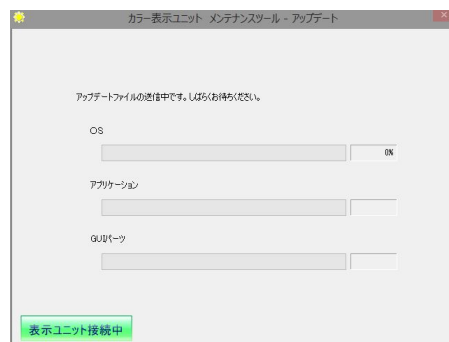 カラー表示ユニット メンテナンスツール - アップデート
アップデートファイルの送信中です。しばらくお待ちください。
OS
0%
アプリケーション
GUIパーツ
表示ユニット接続中